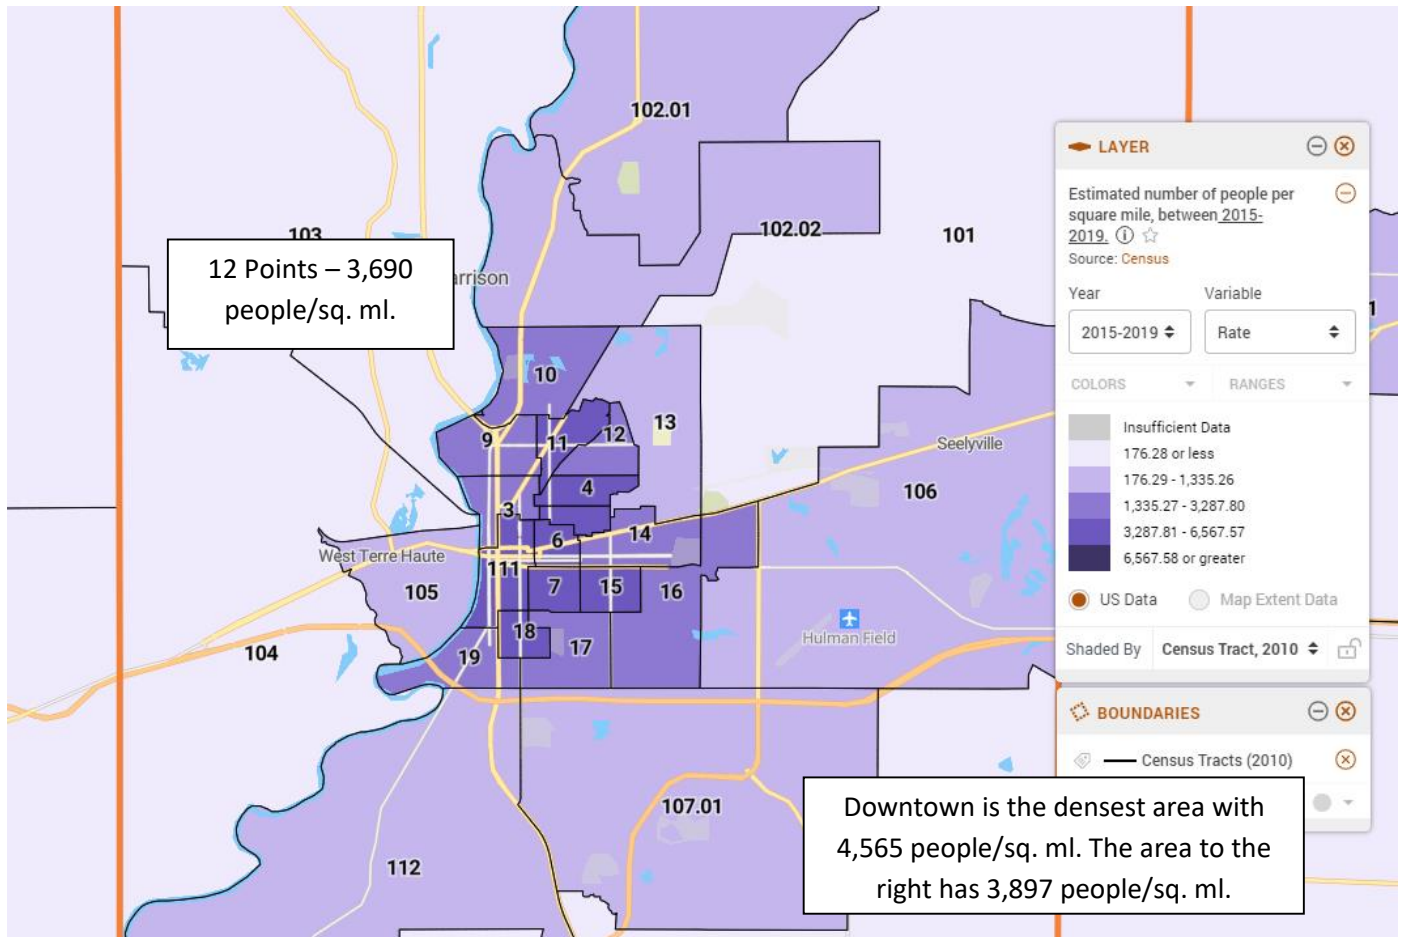 102.01
102.02
101
103
12 Points – 3,690
people/sq. ml.
arrison
10
13
9
11
12
4
3
6
14
111
7
15
16
18
17
19
West Terre Haute
105
104
Seelyville
106
Hulman Field
107.01
112
1
LAYER
Estimated number of people per
square mile, between 2015-
2019.
Source: Census
Year Variable
2015-2019 Rate
COLORS RANGES
Insufficient Data
176.28 or less
176.29 - 1,335.26
1,335.27 - 3,287.80
3,287.81 - 6,567.57
6,567.58 or greater
US Data Map Extent Data
Shaded By Census Tract, 2010
BOUNDARIES
Census Tracts (2010)
Downtown is the densest area with
4,565 people/sq. ml. The area to the
right has 3,897 people/sq. ml.